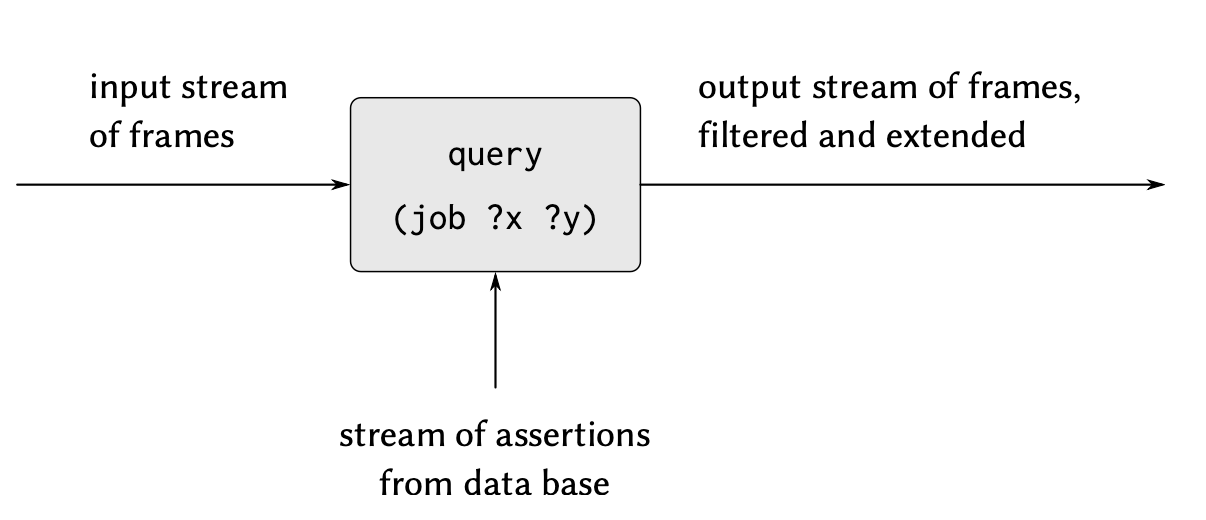 input stream
of frames
query
(job ?x ?y)
output stream of frames,
filtered and extended
stream of assertions
from data base